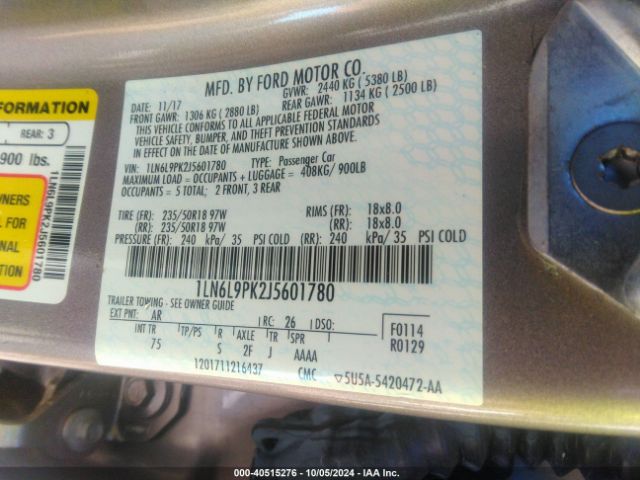 MFD. BY FORD MOTOR CO.
DATE: 11/17 GVWR: 2440 KG ( 5380 LB)
FRONT GAWR: 1306 KG ( 2880 LB) REAR GAWR: 1134 KG ( 2500 LB)
THIS VEHICLE CONFORMS TO ALL APPLICABLE FEDERAL MOTOR
VEHICLE SAFETY, BUMPER, AND THEFT PREVENTION STANDARDS
IN EFFECT ON THE DATE OF MANUFACTURE SHOWN ABOVE.
VIN: 1LN6L9PK2J5601780 TYPE: Passenger Car
MAXIMUM LOAD = OCCUPANTS + LUGGAGE = 408KG/ 900LB
OCCUPANTS = 5 TOTAL; 2 FRONT, 3 REAR
TIRE (FR): 235/50R18 97W RIMS (FR): 18x8.0
(RR): 235/50R18 97W (RR): 18x8.0
PRESSURE (FR): 240 kPa/ 35 PSI COLD (RR): 240 kPa/ 35 PSI COLD
1LN6L9PK2J5601780
TRAILER TOWING - SEE OWNER GUIDE
EXT PNT: AR RC: 26 DSO: F0114
INT TR TP/PS R AXLE TR SPR R0129
75 S 2F J AAAA
1201711216437 CMC ▽5U5A-5420472-AA
FORMATION
REAR: 3
900 lbs.
WNERS
L FOR
ONAL
TION
1LN6L9PK2J5601780
000-40515276 - 10/05/2024 - IAA Inc.